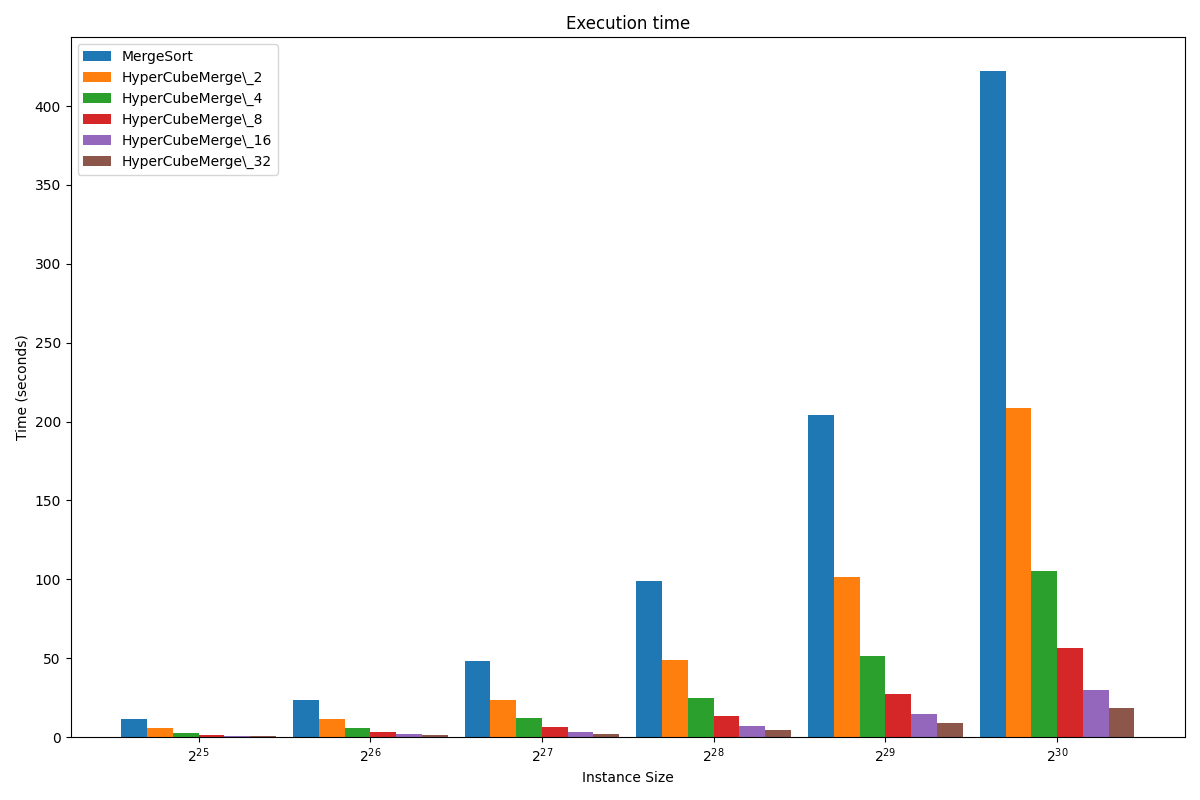 Execution time
MergeSort
HyperCubeMerge\_2
HyperCubeMerge\_4
HyperCubeMerge\_8
HyperCubeMerge\_16
HyperCubeMerge\_32
Time (seconds)
400
350
300
250
200
150
100
50
0
2^25 2^26 2^27 2^28 2^29 2^30
Instance Size